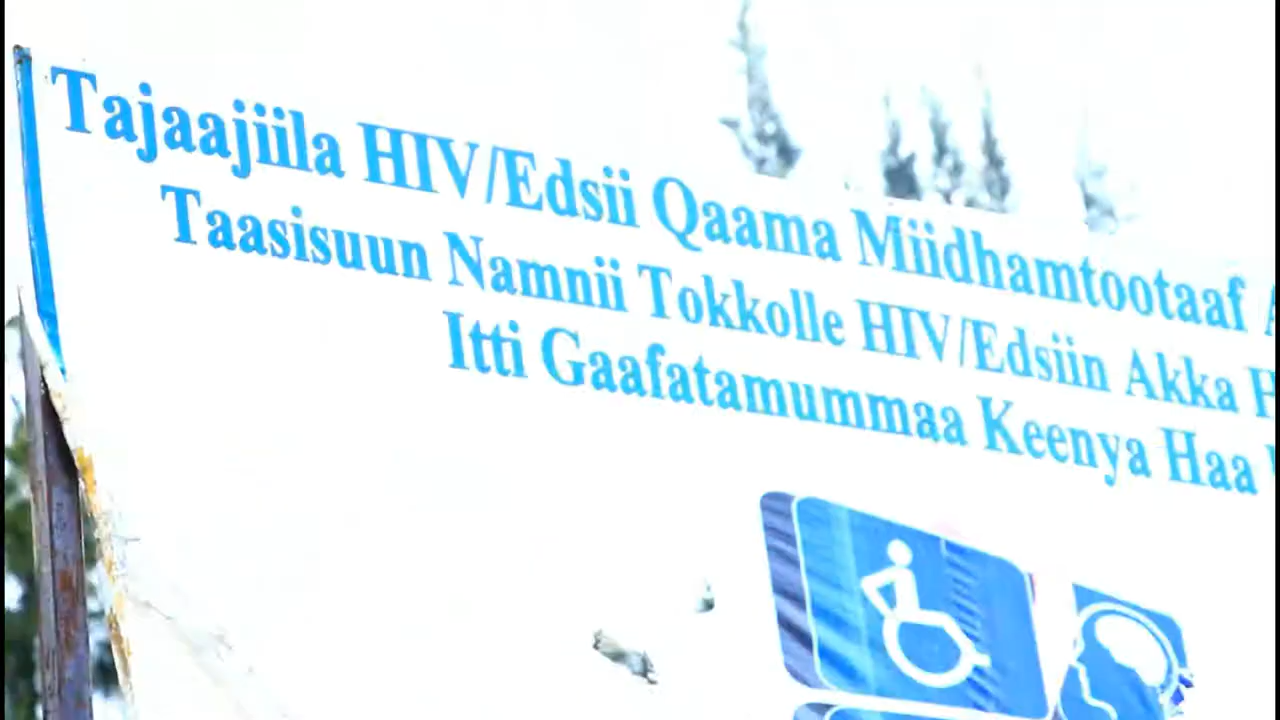 Tajaajiila HIV/Edsii Qaama Miidhamtootaaf
Taasisuun Namnii Tokkolle HIV/Edsiin Akka
Itti Gaafatamummaa Keenya Haa